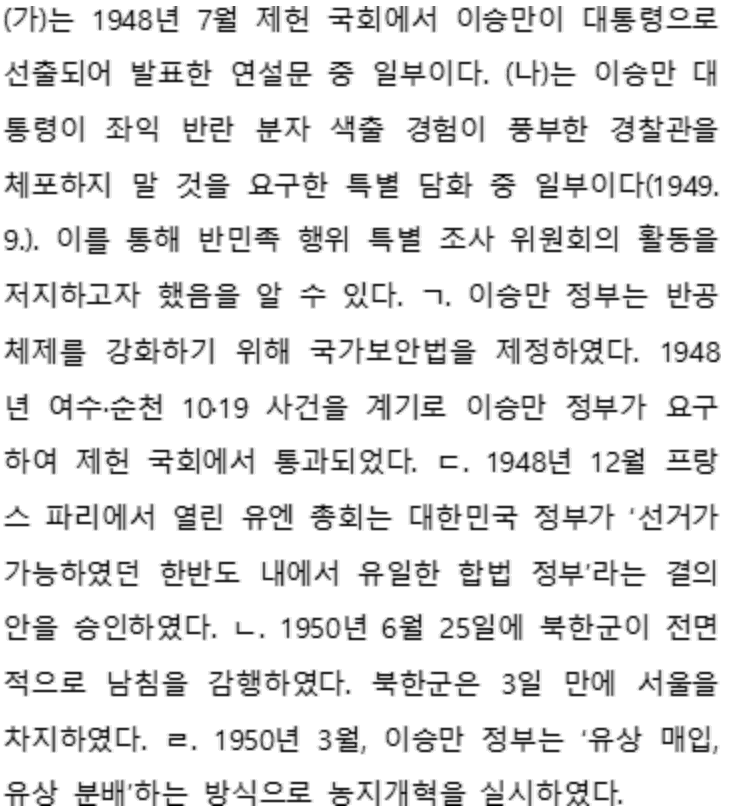 (가)는 1948년 7월 제헌 국회에서 이승만이 대통령으로
선출되어 발표한 연설문 중 일부이다. (나)는 이승만 대
통령이 좌익 반란 분자 색출 경험이 풍부한 경찰관을
체포하지 말 것을 요구한 특별 담화 중 일부이다(1949.
9.). 이를 통해 반민족 행위 특별 조사 위원회의 활동을
저지하고자 했음을 알 수 있다. ㄱ. 이승만 정부는 반공
체제를 강화하기 위해 국가보안법을 제정하였다. 1948
년 여수·순천 10·19 사건을 계기로 이승만 정부가 요구
하여 제헌 국회에서 통과되었다. ㄷ. 1948년 12월 프랑
스 파리에서 열린 유엔 총회는 대한민국 정부가 ‘선거가
가능하였던 한반도 내에서 유일한 합법 정부’라는 결의
안을 승인하였다. ㄴ. 1950년 6월 25일에 북한군이 전면
적으로 남침을 감행하였다. 북한군은 3일 만에 서울을
차지하였다. ㄹ. 1950년 3월, 이승만 정부는 ‘유상 매입,
유상 분배’하는 방식으로 농지개혁을 실시하였다.